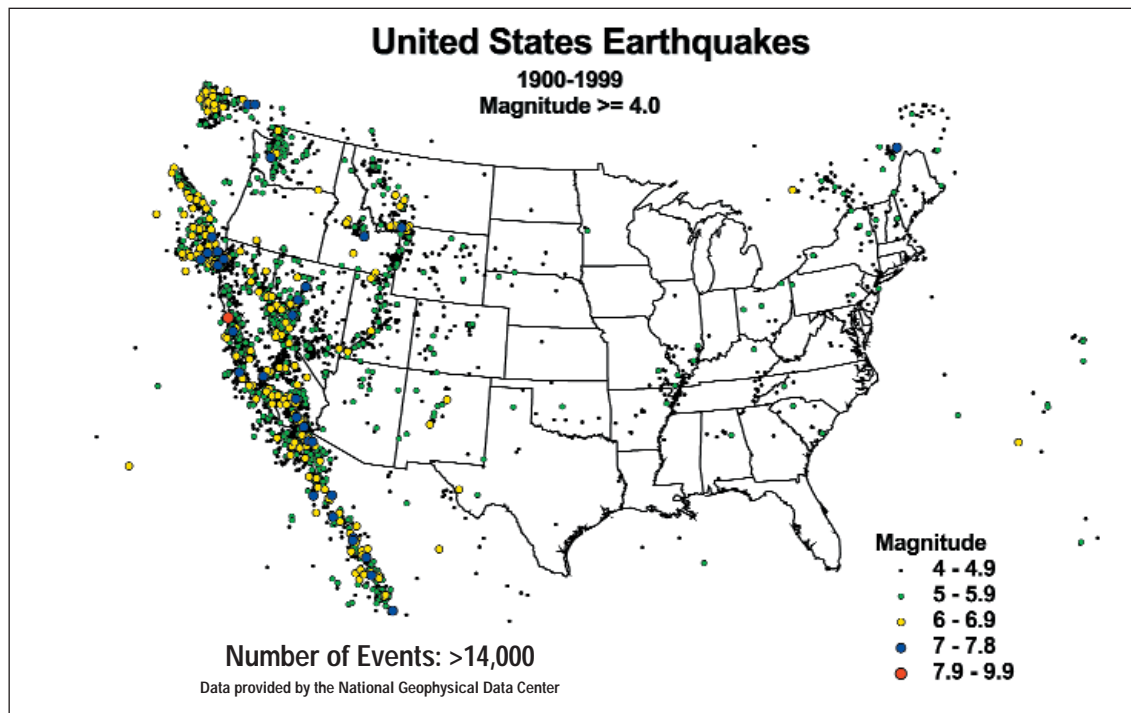 United States Earthquakes
1900-1999
Magnitude >= 4.0
Magnitude
4 - 4.9
5 - 5.9
6 - 6.9
7 - 7.8
7.9 - 9.9
Number of Events: >14,000
Data provided by the National Geophysical Data Center